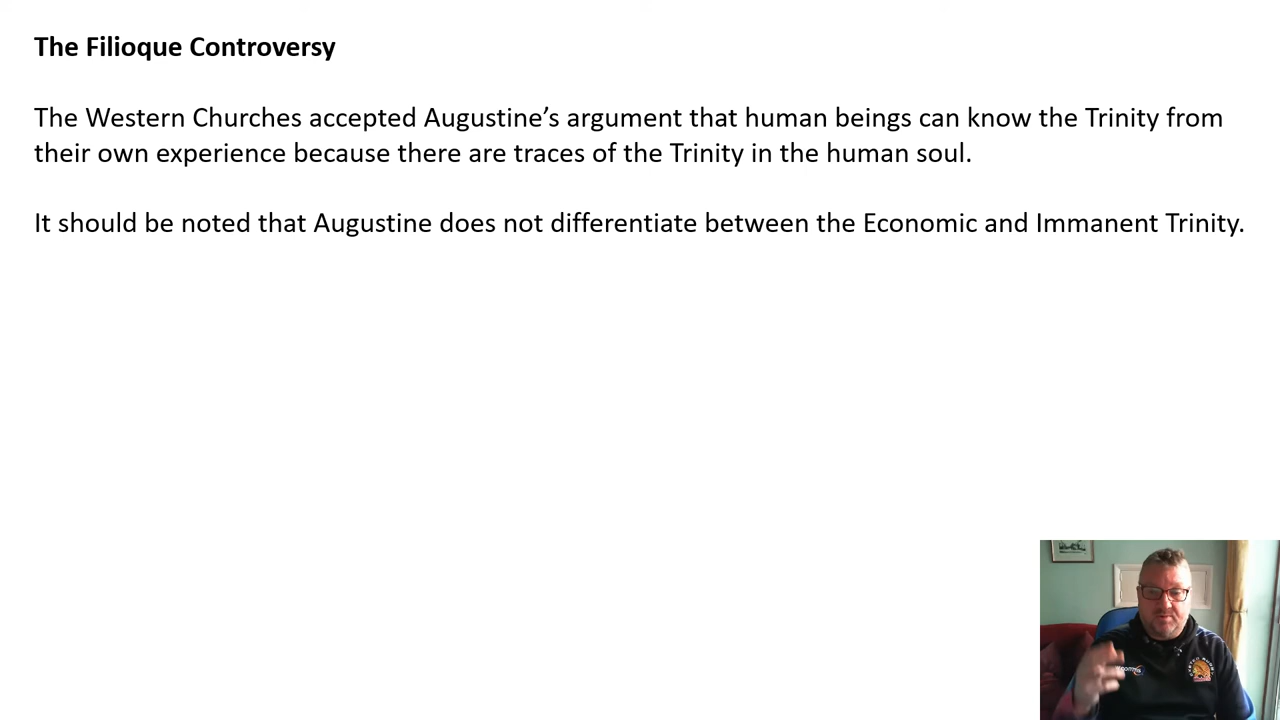 The Filioque Controversy
The Western Churches accepted Augustine’s argument that human beings can know the Trinity from
their own experience because there are traces of the Trinity in the human soul.
It should be noted that Augustine does not differentiate between the Economic and Immanent Trinity.